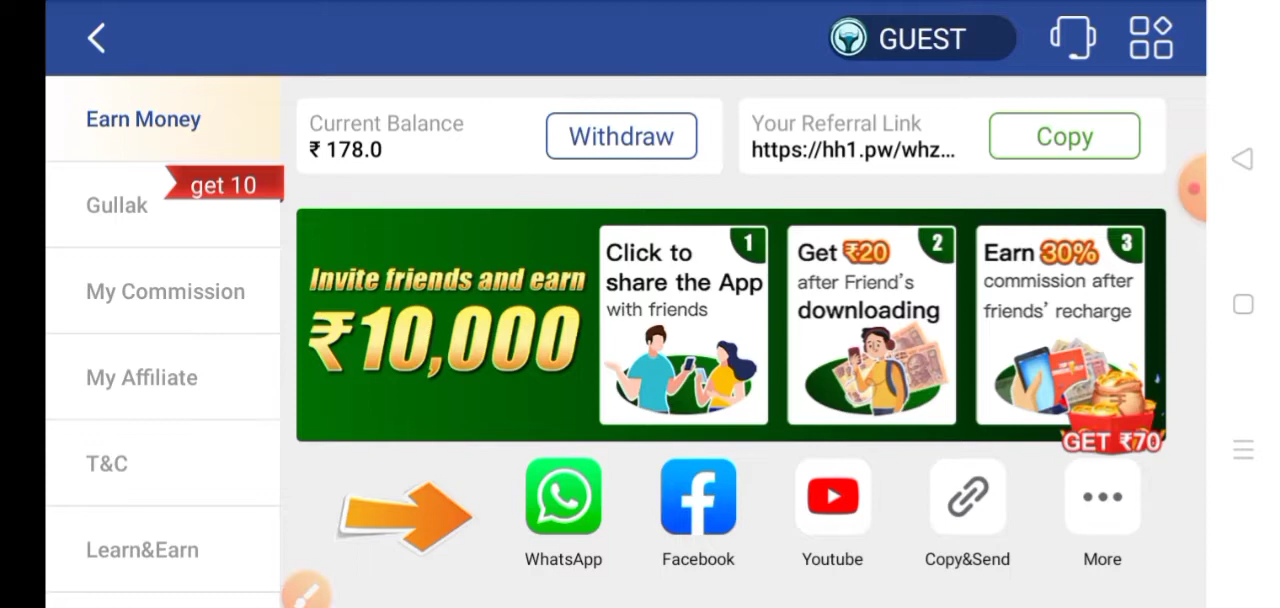 GUEST
Earn Money
get 10
Gullak
My Commission
My Affiliate
T&C
Learn&Earn
Current Balance
₹ 178.0
Withdraw
Your Referral Link
https://hh1.pw/whz...
Copy
Invite friends and earn
₹10,000
1
Click to
share the App
with friends
2
Get ₹20
after Friend's
downloading
3
Earn 30%
commission after
friends' recharge
GET ₹70
WhatsApp
Facebook
Youtube
Copy&Send
More